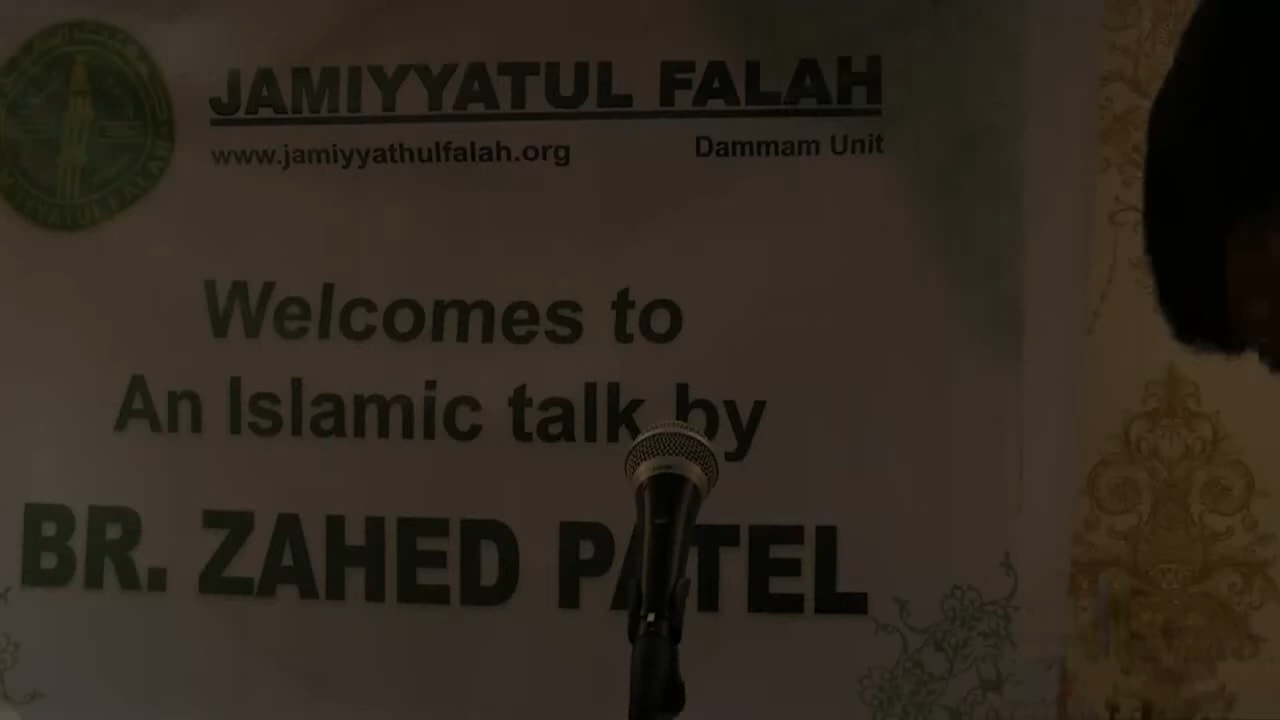 JAMIYYATUL FALAH
www.jamiyyathulfalah.org Dammam Unit
Welcomes to
An Islamic talk by
BR. ZAHED PATEL